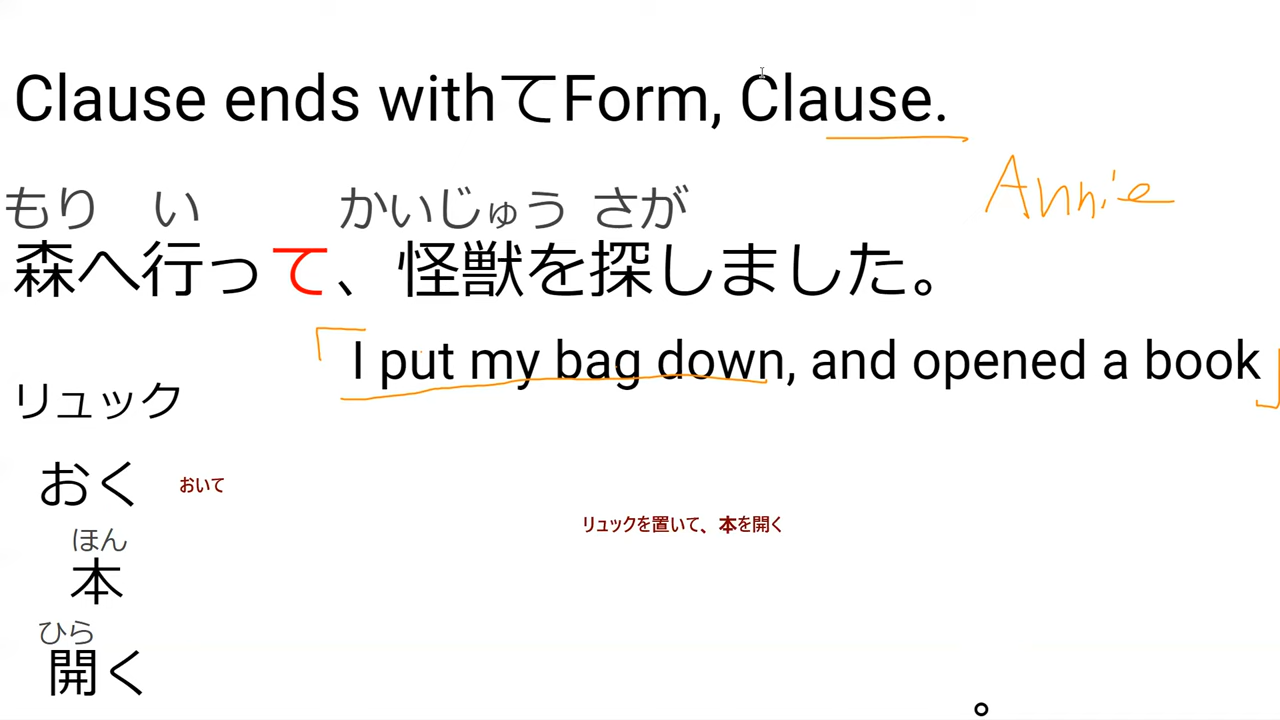 Clause ends withてForm, Clause.
Annie
もり い かいじゅう さが
森へ行って、怪獣を探しました。
「I put my bag down, and opened a book」
リュック
おく おいて
リュックを置いて、本を開く
ほん
本
ひら
開く
。